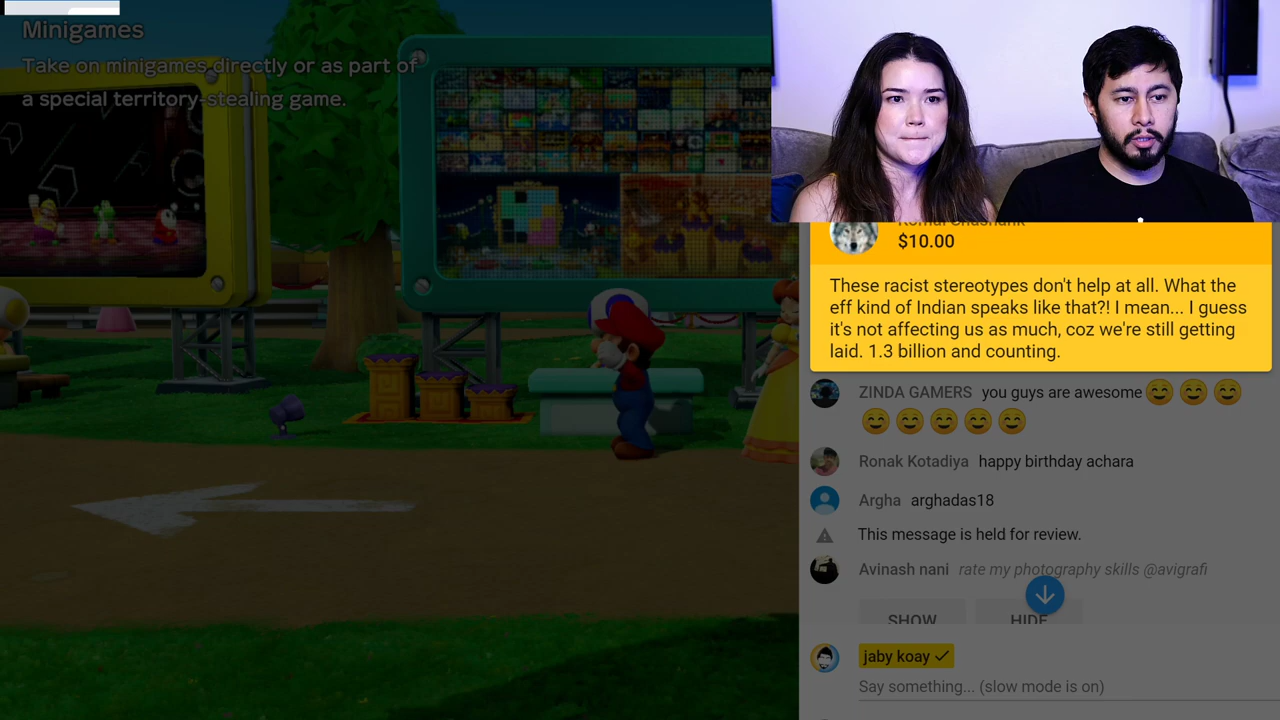 Minigames
Take on minigames directly or as part of
a special territory-stealing game.
$10.00
These racist stereotypes don't help at all. What the
eff kind of Indian speaks like that?! I mean... I guess
it's not affecting us as much, coz we're still getting
laid. 1.3 billion and counting.
ZINDA GAMERS you guys are awesome
Ronak Kotadiya happy birthday achara
Argha arghadas18
This message is held for review.
Avinash nani rate my photography skills @avigrafi
SHOW HIDE
jaby koay
Say something... (slow mode is on)